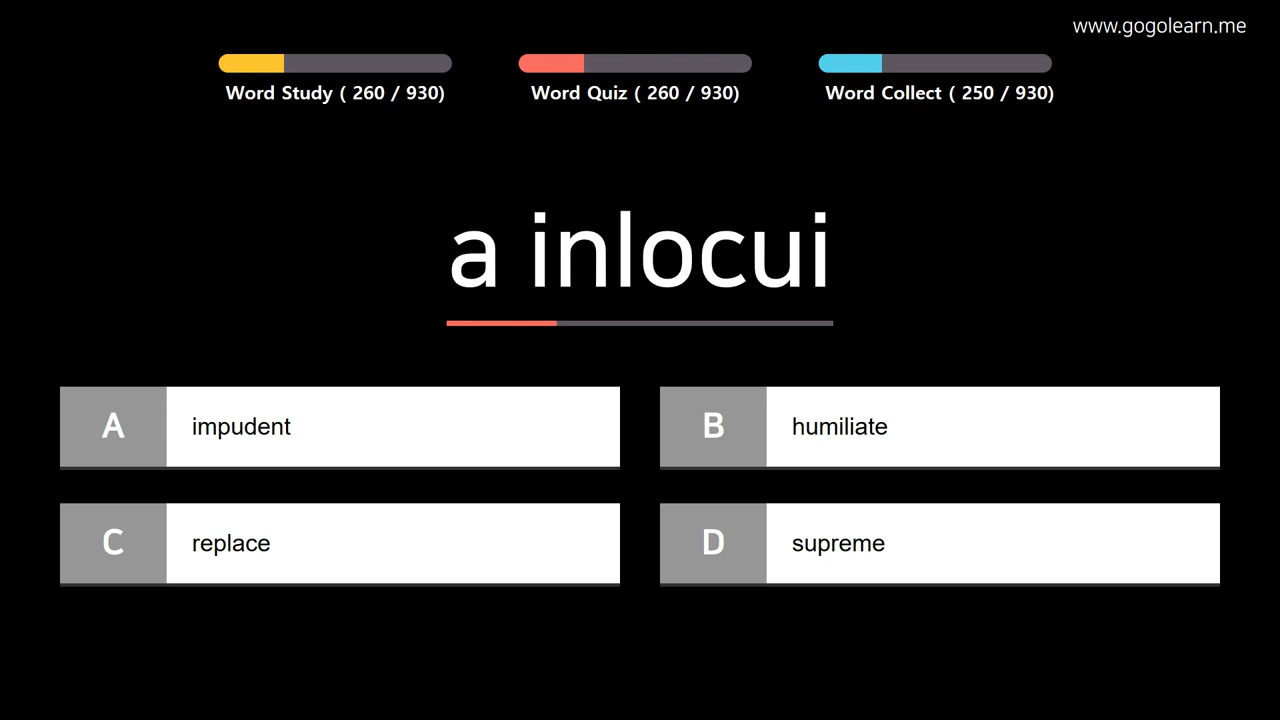 www.gogolearn.me
Word Study ( 260 / 930)
Word Quiz ( 260 / 930)
Word Collect ( 250 / 930)
a inlocui
A impudent
B humiliate
C replace
D supreme